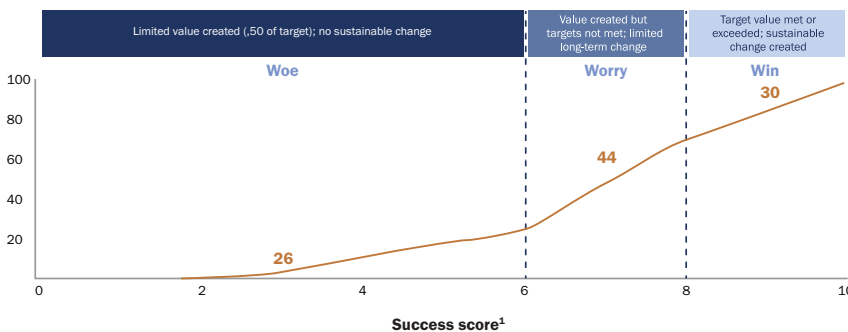 Limited value created (,50 of target); no sustainable change
Value created but
targets not met; limited
long-term change
Target value met or
exceeded; sustainable
change created
Woe
Worry
Win
100
80
60
40
20
26
44
30
0
2
4
6
8
10
Success score¹